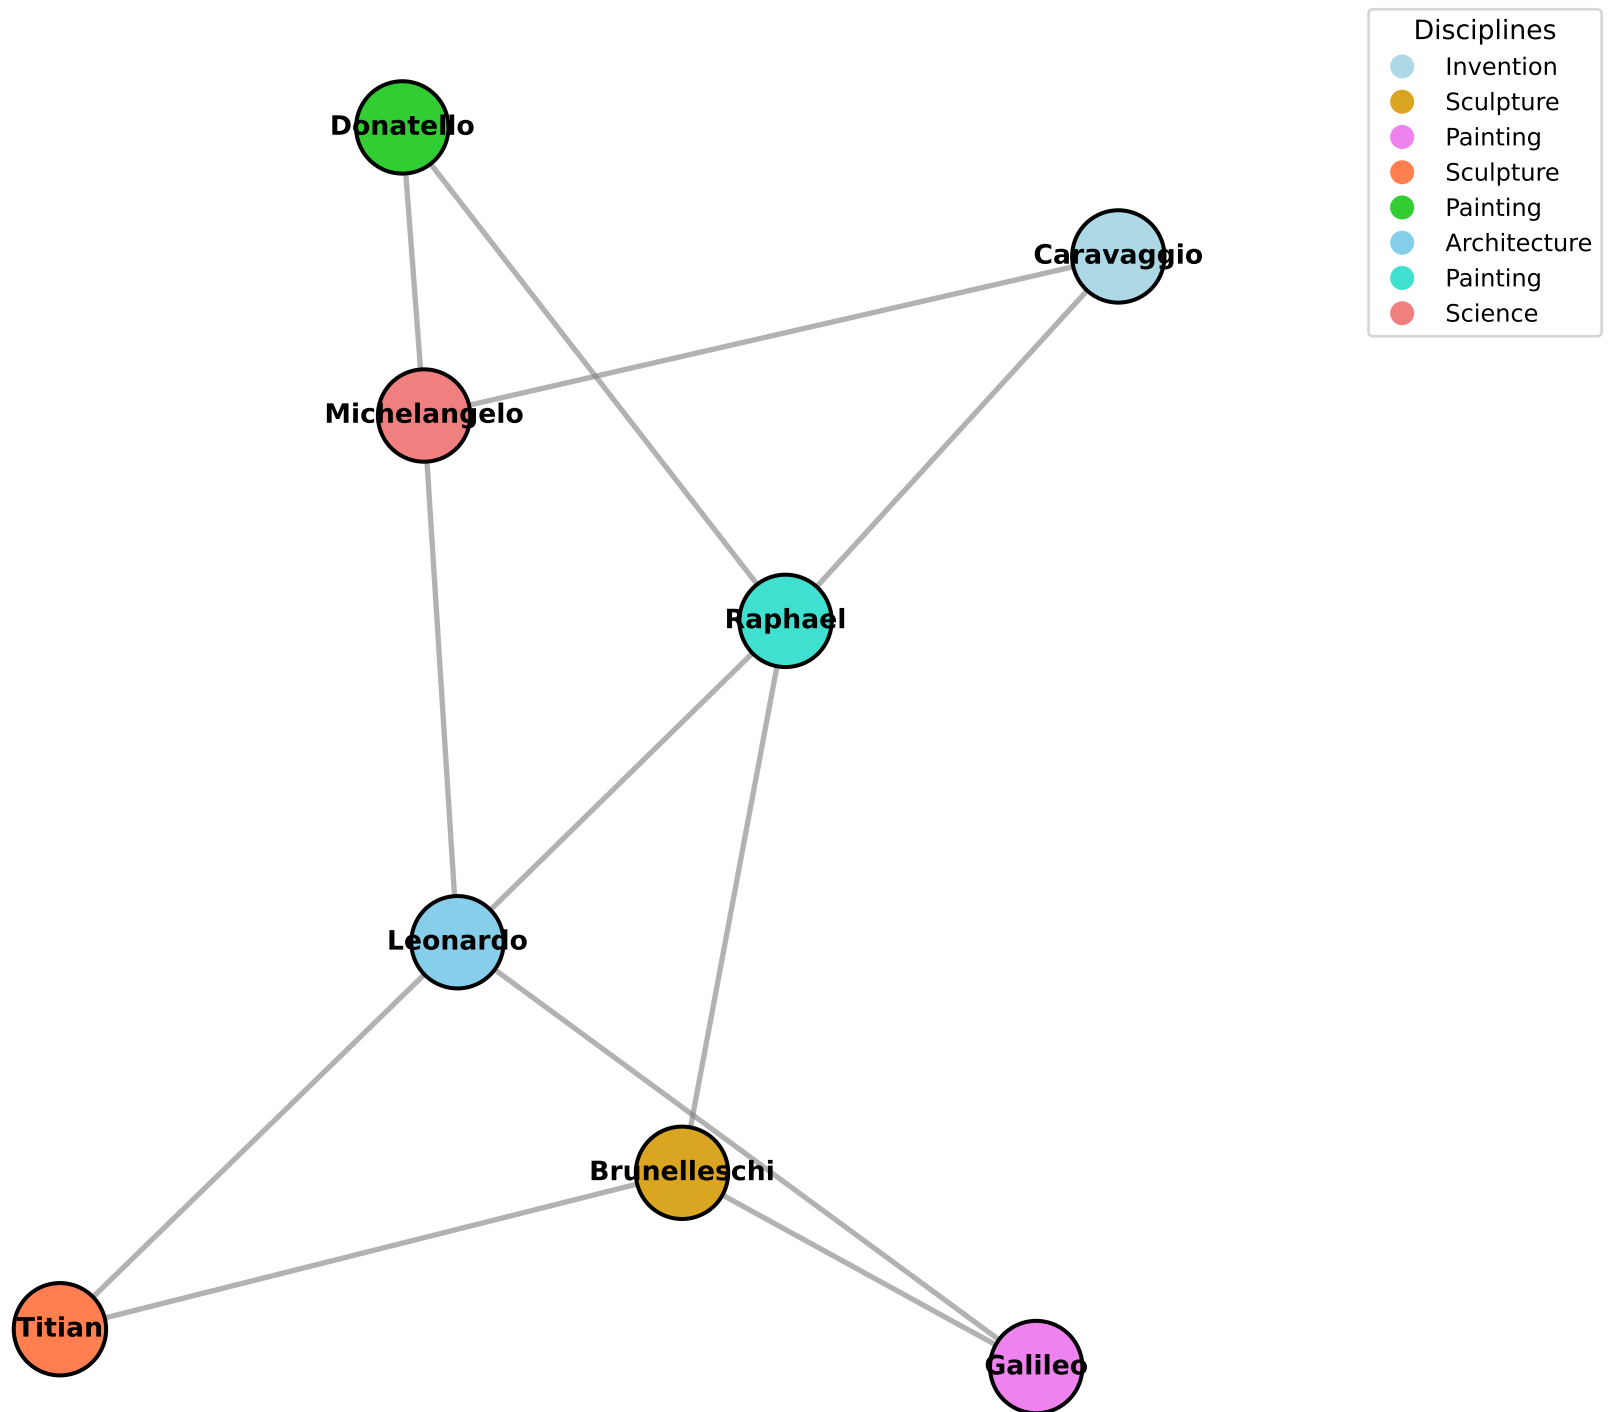 Disciplines
Invention
Sculpture
Painting
Sculpture
Painting
Architecture
Painting
Science
Donatello
Caravaggio
Michelangelo
Raphael
Leonardo
Brunelleschi
Titian
Galileo